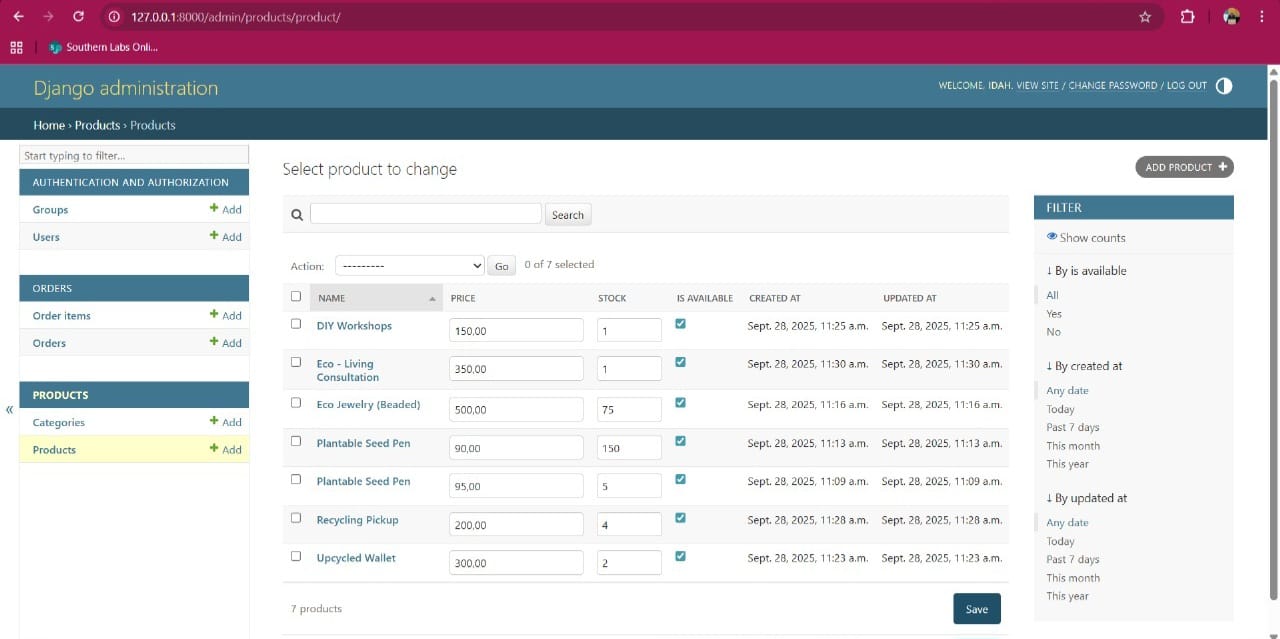 127.0.0.1:8000/admin/products/product/
Southern Labs Onli...
Django administration
WELCOME, IDAH. VIEW SITE / CHANGE PASSWORD / LOG OUT
Home › Products › Products
Start typing to filter...
AUTHENTICATION AND AUTHORIZATION
Groups + Add
Users + Add
ORDERS
Order items + Add
Orders + Add
PRODUCTS
Categories + Add
Products + Add
«
Select product to change
ADD PRODUCT +
Search
Action: --------- Go 0 of 7 selected
NAME PRICE STOCK IS AVAILABLE CREATED AT UPDATED AT
DIY Workshops 150,00 1 Sept. 28, 2025, 11:25 a.m. Sept. 28, 2025, 11:25 a.m.
Eco - Living
Consultation 350,00 1 Sept. 28, 2025, 11:30 a.m. Sept. 28, 2025, 11:30 a.m.
Eco Jewelry (Beaded) 500,00 75 Sept. 28, 2025, 11:16 a.m. Sept. 28, 2025, 11:16 a.m.
Plantable Seed Pen 90,00 150 Sept. 28, 2025, 11:13 a.m. Sept. 28, 2025, 11:13 a.m.
Plantable Seed Pen 95,00 5 Sept. 28, 2025, 11:09 a.m. Sept. 28, 2025, 11:09 a.m.
Recycling Pickup 200,00 4 Sept. 28, 2025, 11:28 a.m. Sept. 28, 2025, 11:28 a.m.
Upcycled Wallet 300,00 2 Sept. 28, 2025, 11:23 a.m. Sept. 28, 2025, 11:23 a.m.
7 products
Save
FILTER
Show counts
↓ By is available
All
Yes
No
↓ By created at
Any date
Today
Past 7 days
This month
This year
↓ By updated at
Any date
Today
Past 7 days
This month
This year